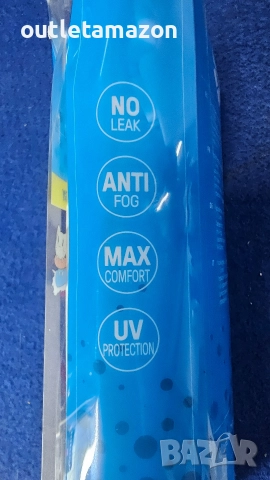 outletamazon
NO
LEAK
ANTI
FOG
MAX
COMFORT
UV
PROTECTION
BAZAR